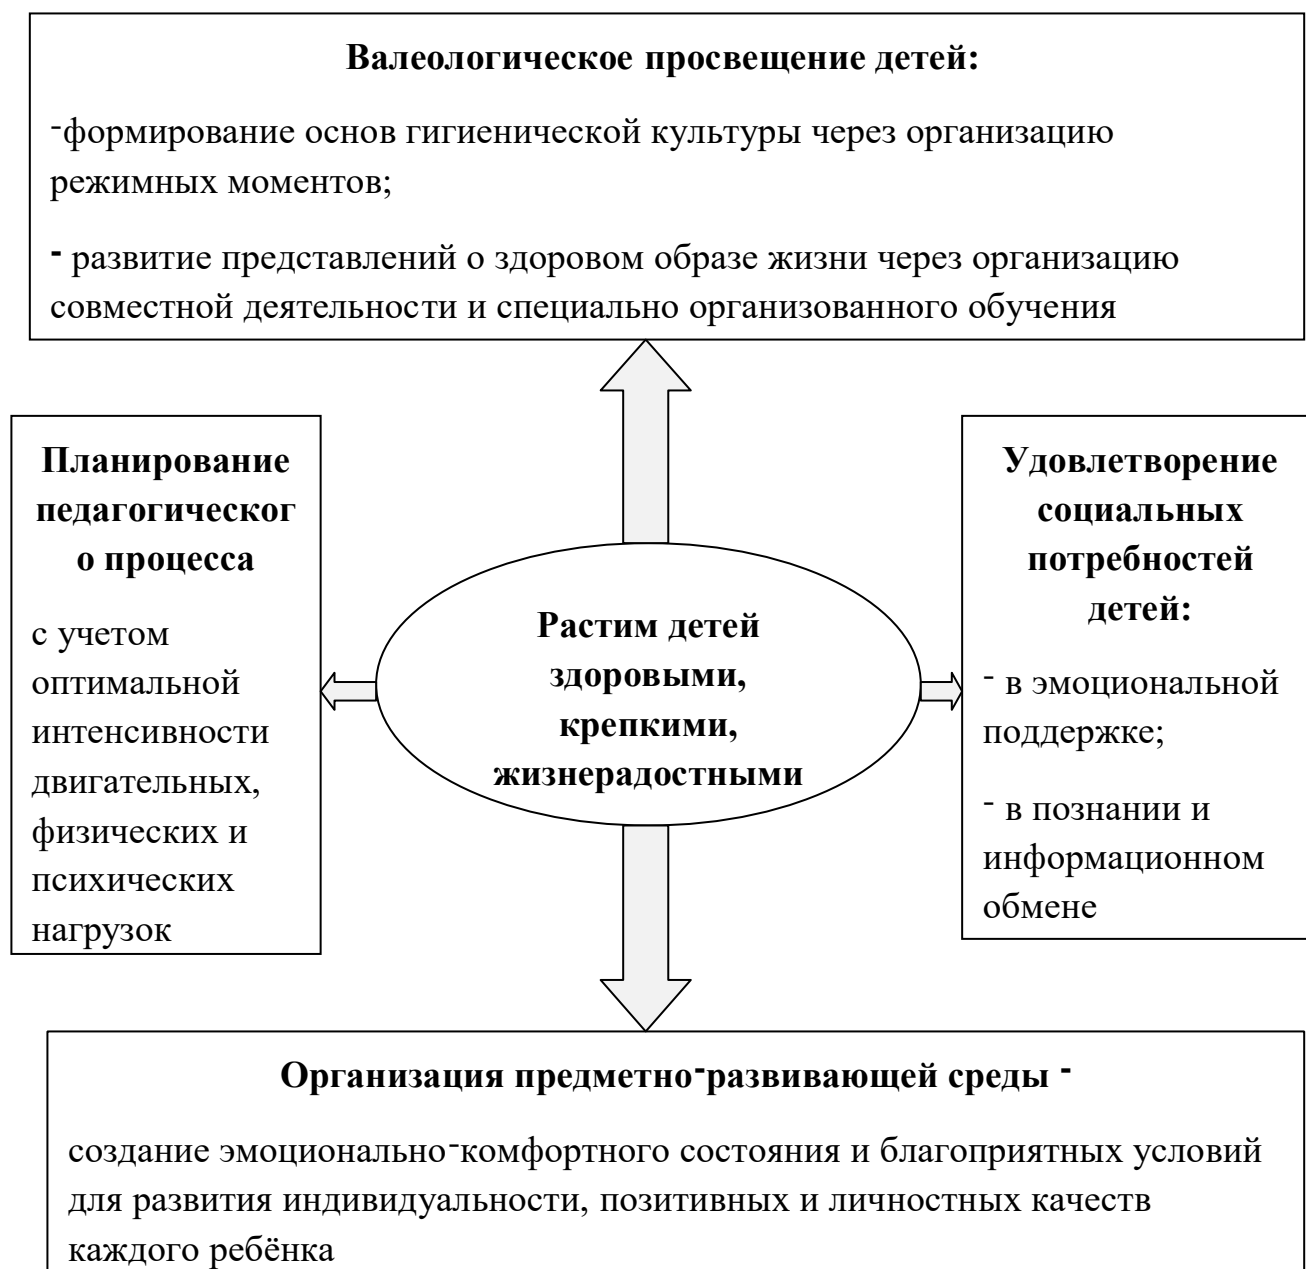 Валеологическое просвещение детей:
-формирование основ гигиенической культуры через организацию
режимных моментов;
- развитие представлений о здоровом образе жизни через организацию
совместной деятельности и специально организованного обучения
Планирование
педагогическог
о процесса
с учетом
оптимальной
интенсивности
двигательных,
физических и
психических
нагрузок
Растим детей
здоровыми,
крепкими,
жизнерадостными
Удовлетворение
социальных
потребностей
детей:
- в эмоциональной
поддержке;
- в познании и
информационном
обмене
Организация предметно-развивающей среды -
создание эмоционально-комфортного состояния и благоприятных условий
для развития индивидуальности, позитивных и личностных качеств
каждого ребёнка